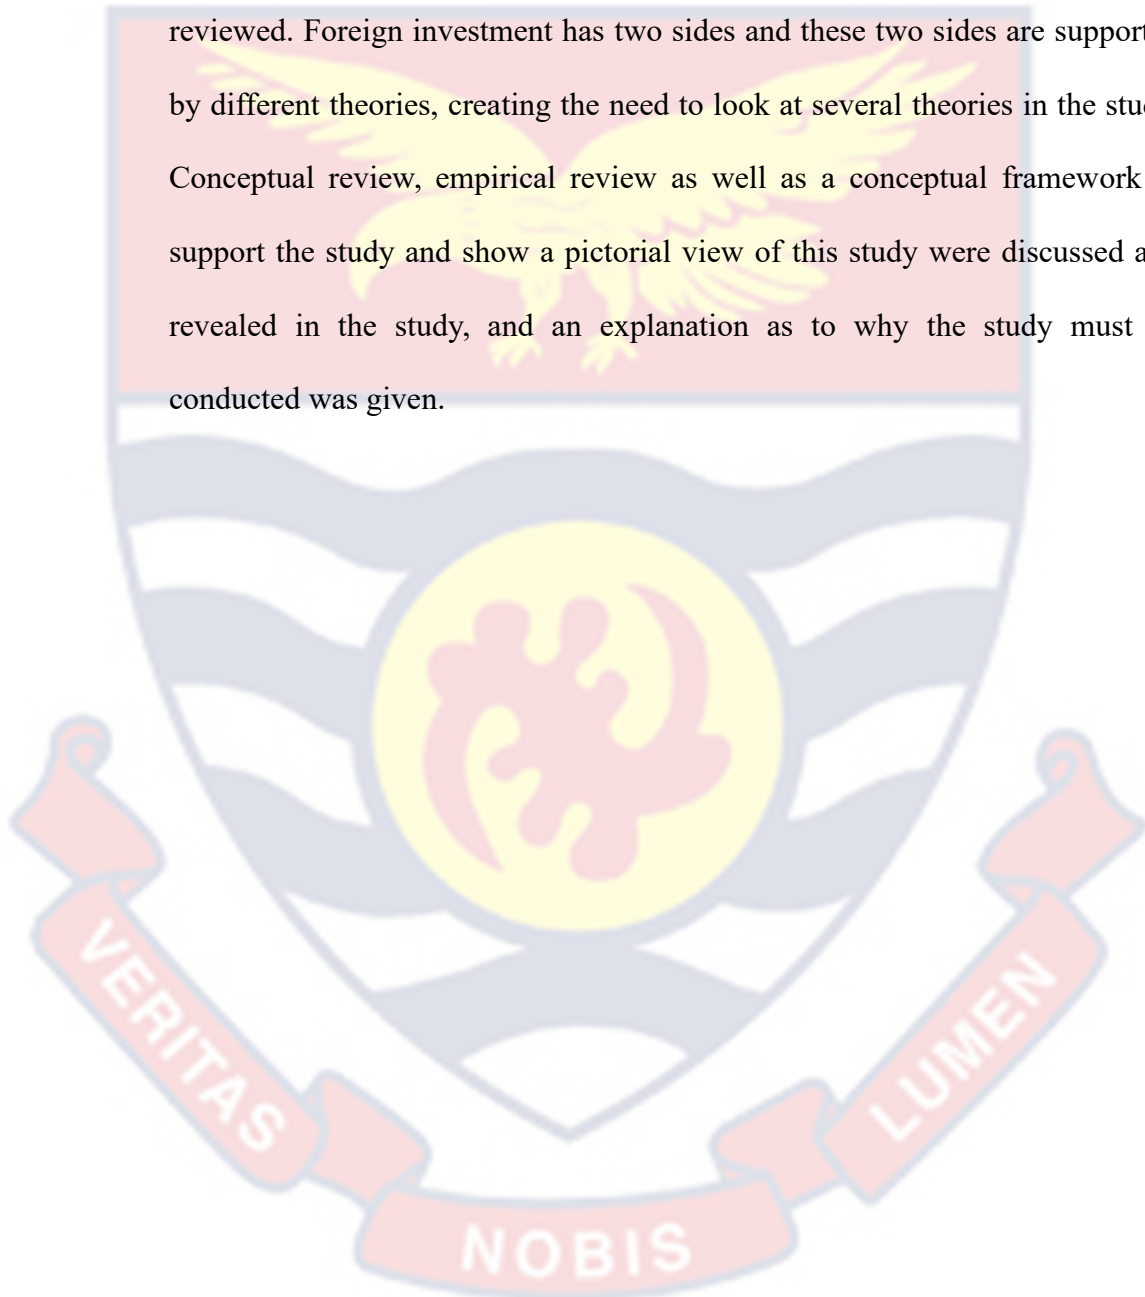 reviewed. Foreign investment has two sides and these two sides are support
by different theories, creating the need to look at several theories in the stu
Conceptual review, empirical review as well as a conceptual framework
support the study and show a pictorial view of this study were discussed a
revealed in the study, and an explanation as to why the study must
conducted was given.
VERITAS
NOBIS
LUMEN